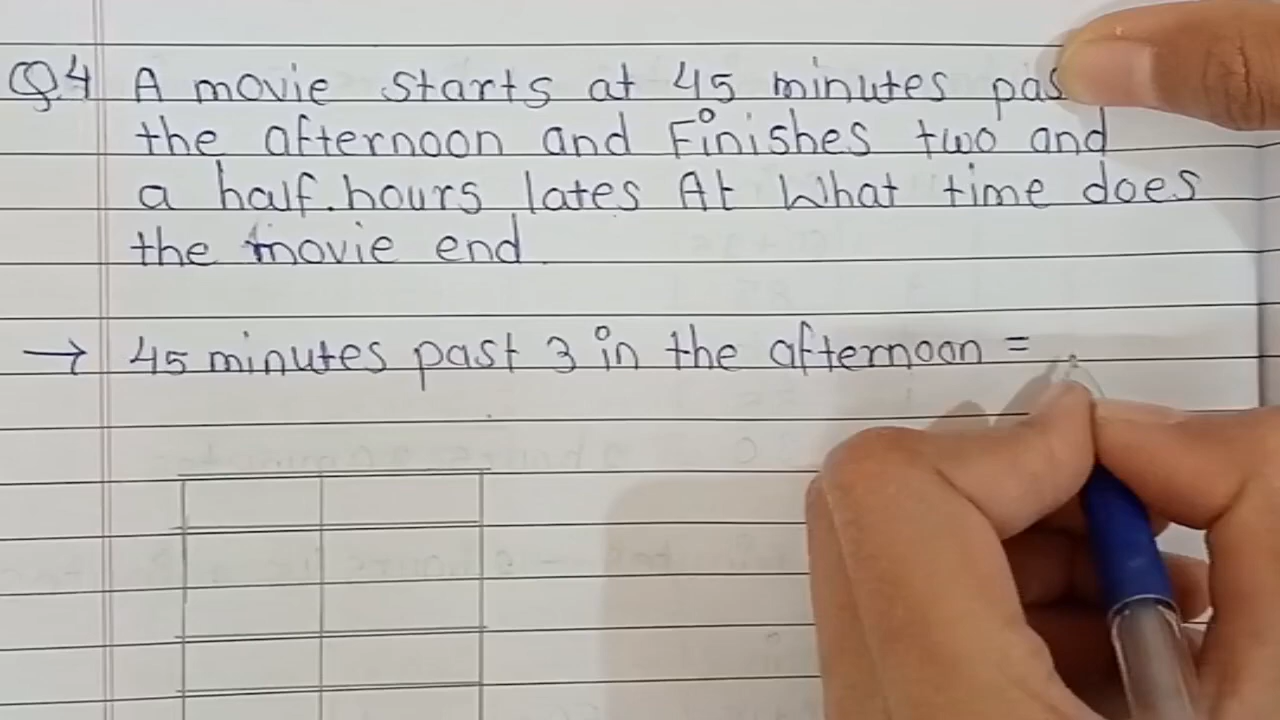 Q.4 A movie starts at 45 minutes pas
the afternoon and Finishes two and
a half.hours lates At What time does
the movie end
→ 45 minutes past 3 in the afternoon =